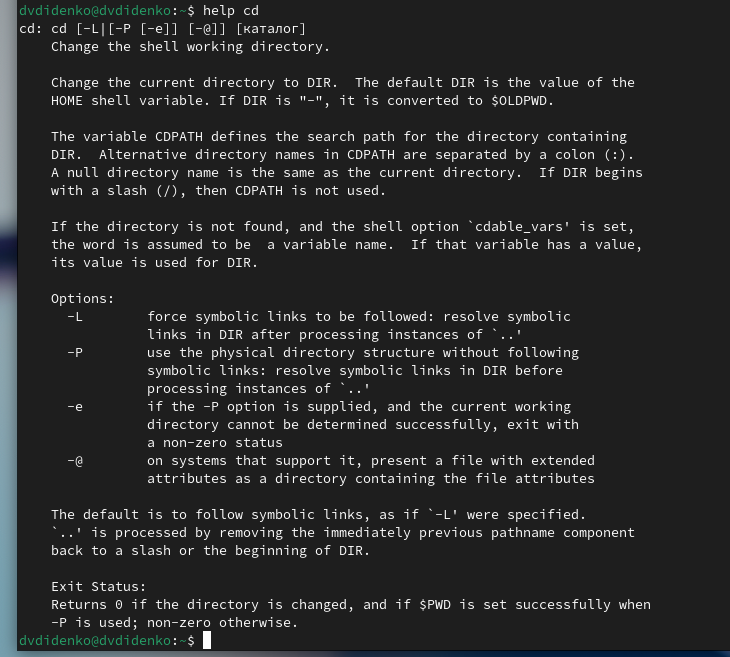 dvdidenko@dvdidenko:~$ help cd
cd: cd [-L|[-P [-e]] [-@]] [каталог]
    Change the shell working directory.

    Change the current directory to DIR.  The default DIR is the value of the
    HOME shell variable. If DIR is "-", it is converted to $OLDPWD.

    The variable CDPATH defines the search path for the directory containing
    DIR.  Alternative directory names in CDPATH are separated by a colon (:).
    A null directory name is the same as the current directory.  If DIR begins
    with a slash (/), then CDPATH is not used.

    If the directory is not found, and the shell option `cdable_vars' is set,
    the word is assumed to be  a variable name.  If that variable has a value,
    its value is used for DIR.

    Options:
      -L        force symbolic links to be followed: resolve symbolic
                links in DIR after processing instances of `..'
      -P        use the physical directory structure without following
                symbolic links: resolve symbolic links in DIR before
                processing instances of `..'
      -e        if the -P option is supplied, and the current working
                directory cannot be determined successfully, exit with
                a non-zero status
      -@        on systems that support it, present a file with extended
                attributes as a directory containing the file attributes

    The default is to follow symbolic links, as if `-L' were specified.
    `..' is processed by removing the immediately previous pathname component
    back to a slash or the beginning of DIR.

    Exit Status:
    Returns 0 if the directory is changed, and if $PWD is set successfully when
    -P is used; non-zero otherwise.
dvdidenko@dvdidenko:~$